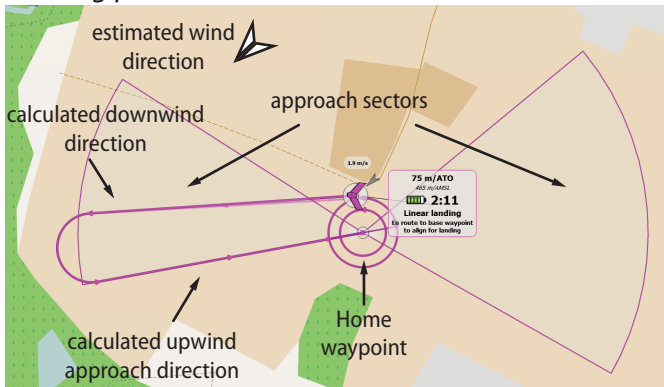 estimated wind
direction
approach sectors
calculated downwind
direction
1.9 m/s
75 m/ATO
465 m/AMSL
2:11
Linear landing
En route to base waypoint
to align for landing
Home
waypoint
calculated upwind
approach direction